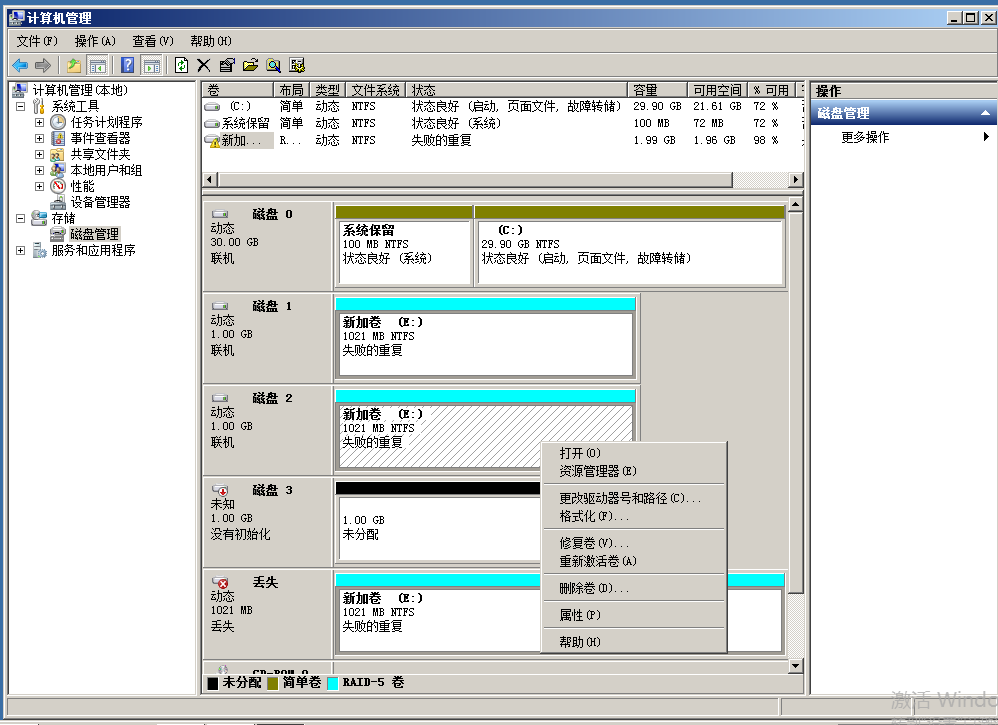 计算机管理
文件(F) 操作(A) 查看(V) 帮助(H)
计算机管理(本地)
系统工具
任务计划程序
事件查看器
共享文件夹
本地用户和组
性能
设备管理器
存储
磁盘管理
服务和应用程序
卷 布局 类型 文件系统 状态 容量 可用空间 % 可用
(C:) 简单 动态 NTFS 状态良好 (启动, 页面文件, 故障转储) 29.90 GB 21.61 GB 72 %
系统保留 简单 动态 NTFS 状态良好 (系统) 100 MB 72 MB 72 %
新加... R... 动态 NTFS 失败的重复 1.99 GB 1.96 GB 98 %
磁盘 0
动态
30.00 GB
联机
系统保留
100 MB NTFS
状态良好 (系统)
(C:)
29.90 GB NTFS
状态良好 (启动, 页面文件, 故障转储)
磁盘 1
动态
1.00 GB
联机
新加卷 (E:)
1021 MB NTFS
失败的重复
磁盘 2
动态
1.00 GB
联机
新加卷 (E:)
1021 MB NTFS
失败的重复
磁盘 3
未知
1.00 GB
没有初始化
1.00 GB
未分配
丢失
动态
1021 MB
丢失
新加卷 (E:)
1021 MB NTFS
失败的重复
CD-ROM 0
未分配 简单卷 RAID-5 卷
打开(O)
资源管理器(E)
更改驱动器号和路径(C)...
格式化(F)...
修复卷(V)...
重新激活卷(A)
删除卷(D)...
属性(P)
帮助(H)
操作
磁盘管理
更多操作
激活 Windo